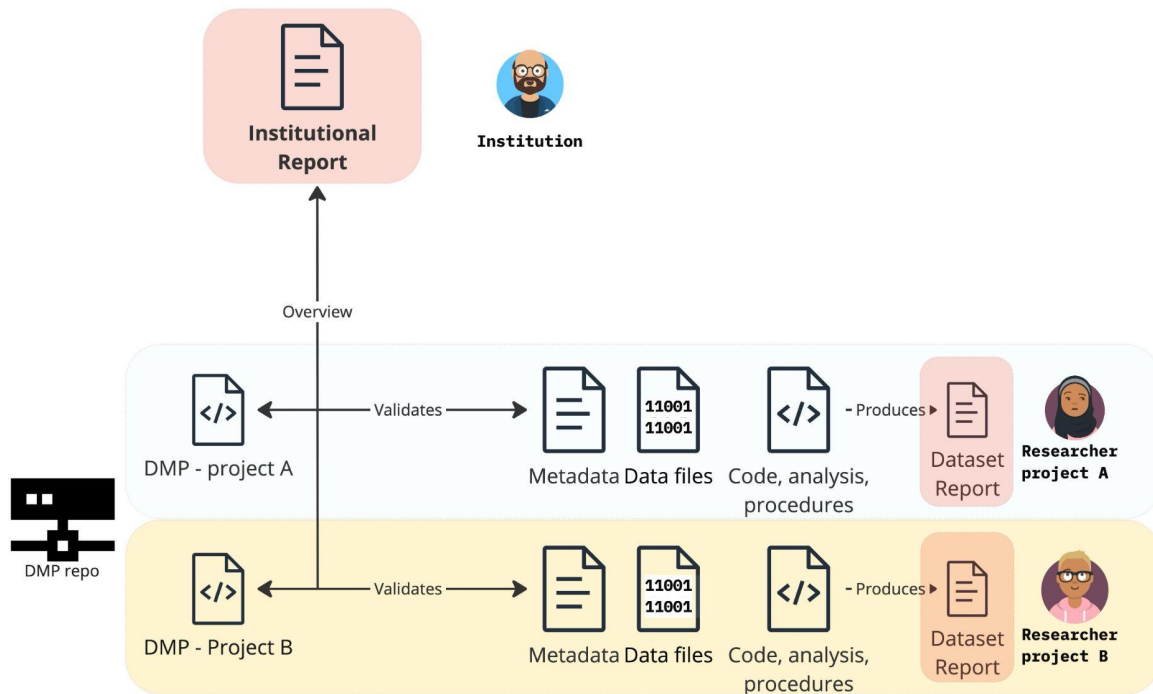 Institutional
Report
Institution
Overview
</>
Validates
11001
11001
</>
Produces
DMP - project A
Metadata
Data files
Code, analysis,
procedures
Dataset
Report
Researcher
project A
DMP repo
</>
Validates
11001
11001
</>
Produces
DMP - Project B
Metadata
Data files
Code, analysis,
procedures
Dataset
Report
Researcher
project B